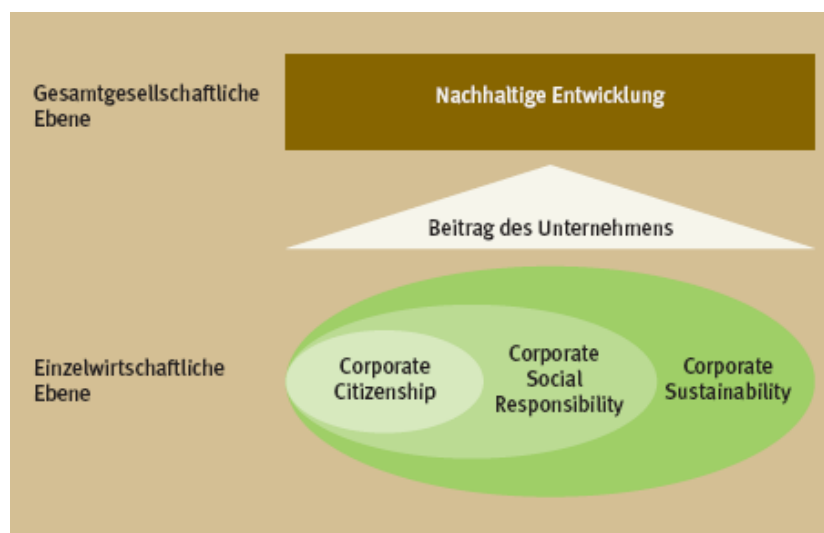 Gesamtgesellschaftliche
Ebene
Nachhaltige Entwicklung
Beitrag des Unternehmens
Einzelwirtschaftliche
Ebene
Corporate
Citizenship
Corporate
Social
Responsibility
Corporate
Sustainability